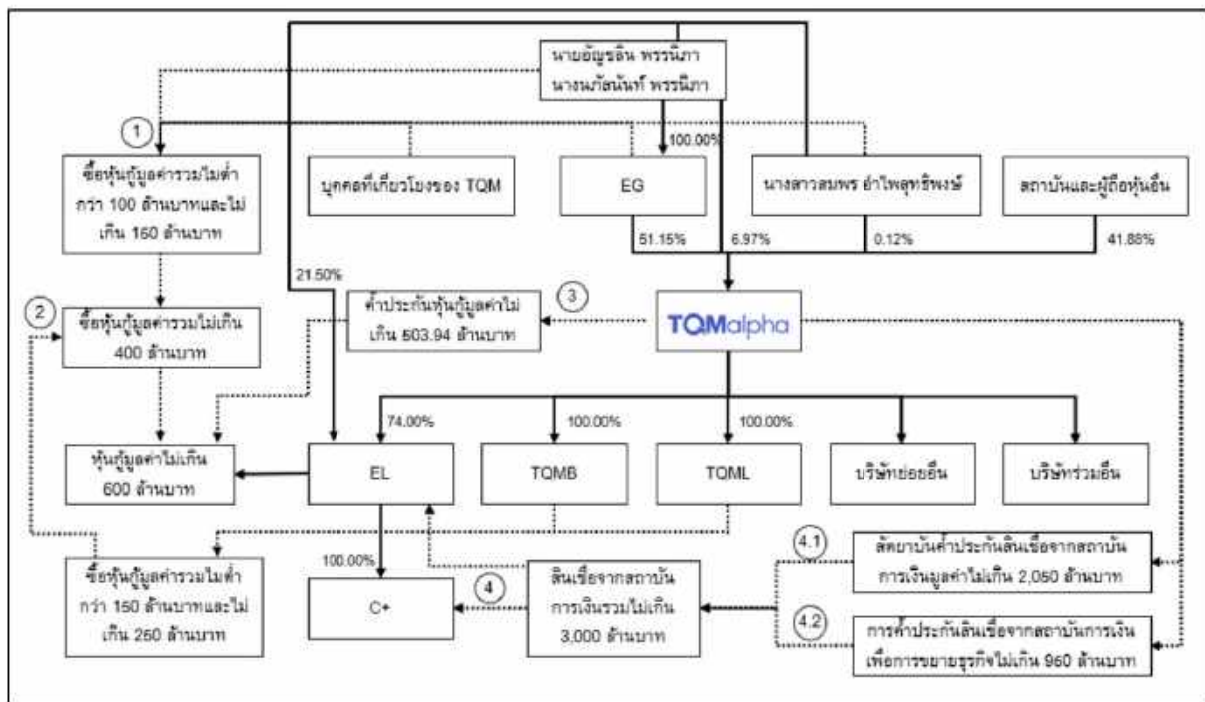 นายอัญชลิน พรรณิภา
นางนภัสนันท์ พรรณิภา
1
100.00%
ซื้อหุ้นกู้มูลค่ารวมไม่ต่ำ
กว่า 100 ล้านบาทและไม่
เกิน 150 ล้านบาท
บุคคลที่เกี่ยวโยงของ TQM
EG
นางสาวสมพร อำไพสุทธิพงษ์
สถาบันและผู้ถือหุ้นอื่น
51.15%
6.97%
0.12%
41.88%
21.50%
2
ซื้อหุ้นกู้มูลค่ารวมไม่เกิน
400 ล้านบาท
ค้ำประกันหุ้นกู้มูลค่าไม่
เกิน 503.94 ล้านบาท
3
TQMalpha
74.00%
100.00%
100.00%
หุ้นกู้มูลค่าไม่เกิน
600 ล้านบาท
EL
TQMB
TQML
บริษัทย่อยอื่น
บริษัทร่วมอื่น
100.00%
ซื้อหุ้นกู้มูลค่ารวมไม่ต่ำ
กว่า 150 ล้านบาทและไม่
เกิน 250 ล้านบาท
C+
4
สินเชื่อจากสถาบัน
การเงินรวมไม่เกิน
3,000 ล้านบาท
4.1
สัตยาบันค้ำประกันสินเชื่อจากสถาบัน
การเงินมูลค่าไม่เกิน 2,050 ล้านบาท
4.2
การค้ำประกันสินเชื่อจากสถาบันการเงิน
เพื่อการขยายธุรกิจไม่เกิน 950 ล้านบาท